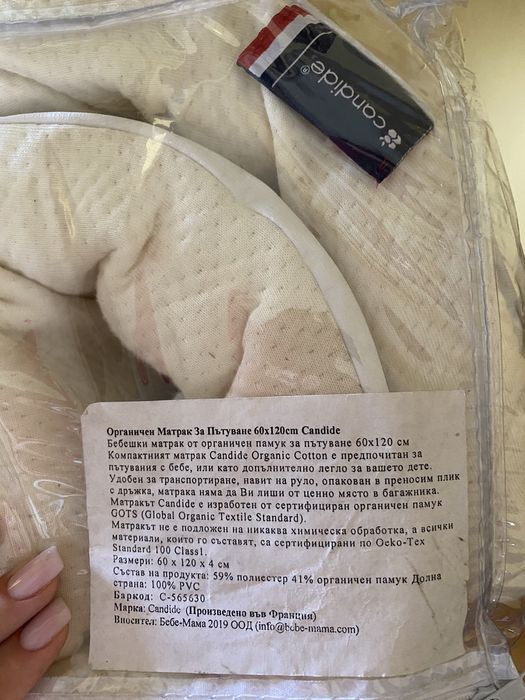 candide®
Органичен Матрак За Пътуване 60x120cm Candide
Бебешки матрак от органичен памук за пътуване 60x120 см
Компактният матрак Candide Organic Cotton е предпочитан за
пътувания с бебе, или като допълнително легло за вашето дете.
Удобен за транспортиране, навит на руло, опакован в преносим плик
с дръжка, матрака няма да Ви лиши от ценно място в багажника.
Матракът Candide е изработен от сертифициран органичен памук
GOTS (Global Organic Textile Standard).
Матракът не е подложен на никаква химическа обработка, а всички
материали, които го съставят, са сертифицирани по Oeko-Tex
Standard 100 Class1.
Размери: 60 x 120 x 4 см
Състав на продукта: 59% полиестер 41% органичен памук Долна
страна: 100% PVC
Баркод: C-565630
Марка: Candide (Произведено във Франция)
Вносител: Бебе-Мама 2019 ООД (info@bebe-mama.com)